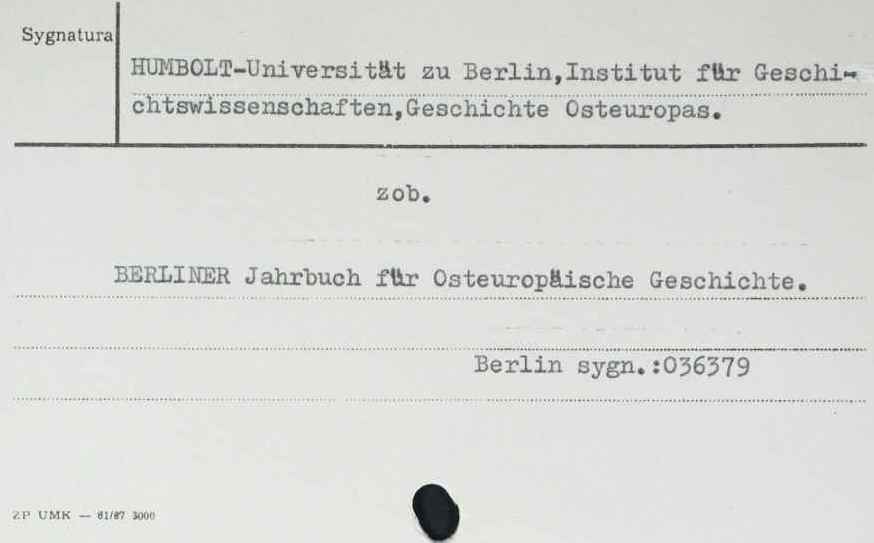 Sygnatura
HUMBOLT-Universität zu Berlin,Institut für Geschi-
chtswissenschaften,Geschichte Osteuropas.
zob.
BERLINER Jahrbuch für Osteuropäische Geschichte.
Berlin sygn.:036379
ZP UMK — 81/87 3000